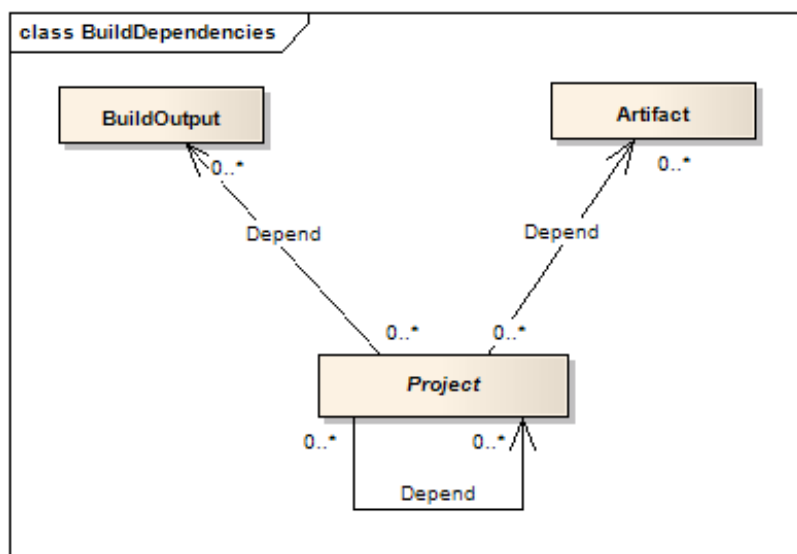 class BuildDependencies
BuildOutput
Artifact
0..*
0..*
Depend
Depend
0..*
0..*
Project
0..*
0..*
Depend